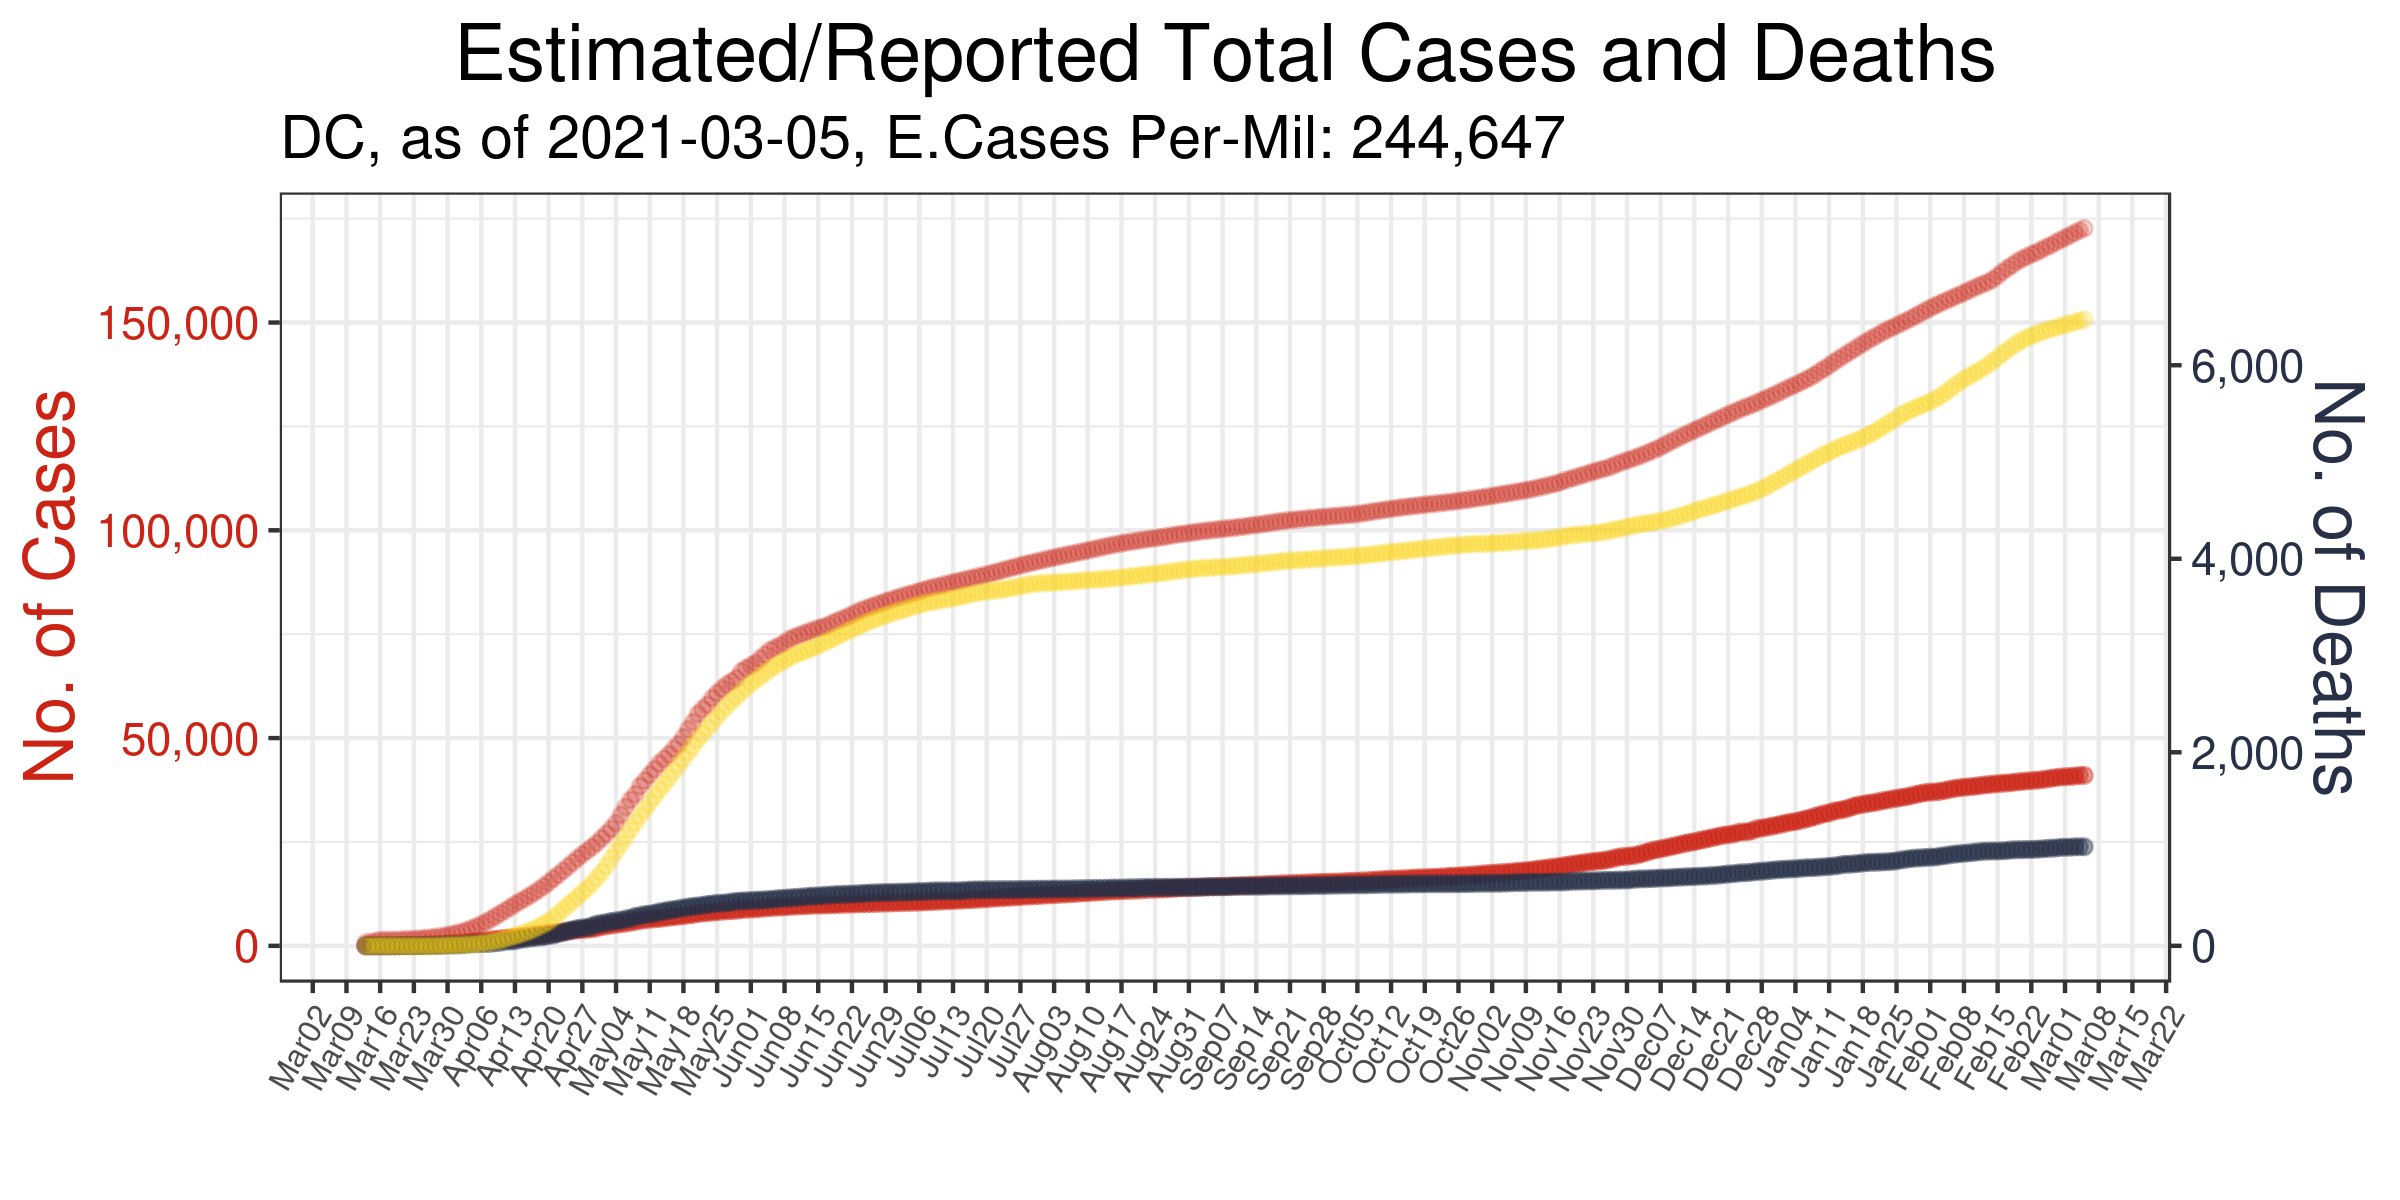 Estimated/Reported Total Cases and Deaths
DC, as of 2021-03-05, E.Cases Per-Mil: 244,647
No. of Cases
150,000
100,000
50,000
0
6,000
4,000
2,000
0
No. of Deaths
Mar02
Mar09
Mar16
Mar23
Mar30
Apr06
Apr13
Apr20
Apr27
May04
May11
May18
May25
Jun01
Jun08
Jun15
Jun22
Jun29
Jul06
Jul13
Jul20
Jul27
Aug03
Aug10
Aug17
Aug24
Aug31
Sep07
Sep14
Sep21
Sep28
Oct05
Oct12
Oct19
Oct26
Nov02
Nov09
Nov16
Nov23
Nov30
Dec07
Dec14
Dec21
Dec28
Jan04
Jan11
Jan18
Jan25
Feb01
Feb08
Feb15
Feb22
Mar01
Mar08
Mar15
Mar22